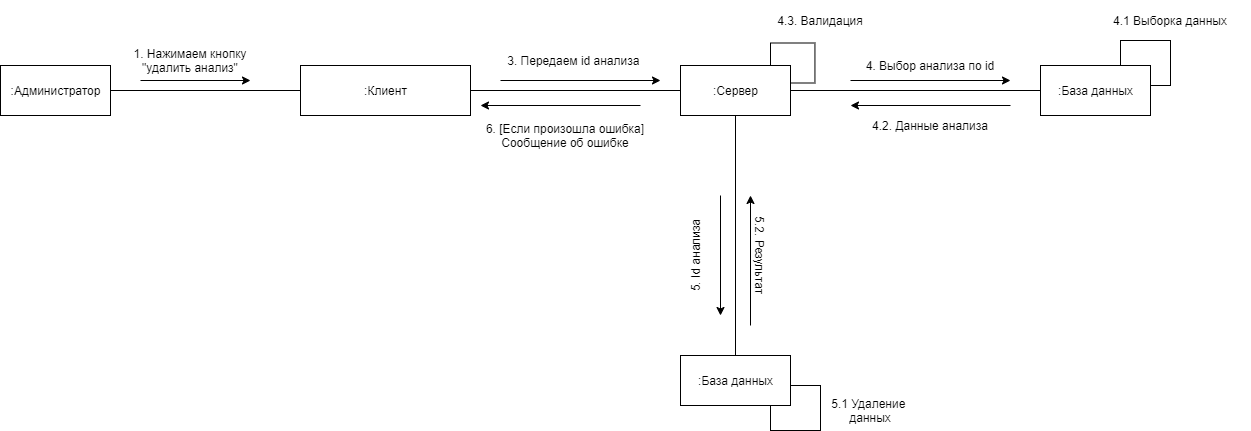 4.3. Валидация
4.1 Выборка данных
1. Нажимаем кнопку
"удалить анализ"
3. Передаем id анализа
4. Выбор анализа по id
:Администратор
:Клиент
:Сервер
:База данных
6. [Если произошла ошибка]
Сообщение об ошибке
4.2. Данные анализа
5. Id анализа
5.2. Результат
:База данных
5.1 Удаление
данных